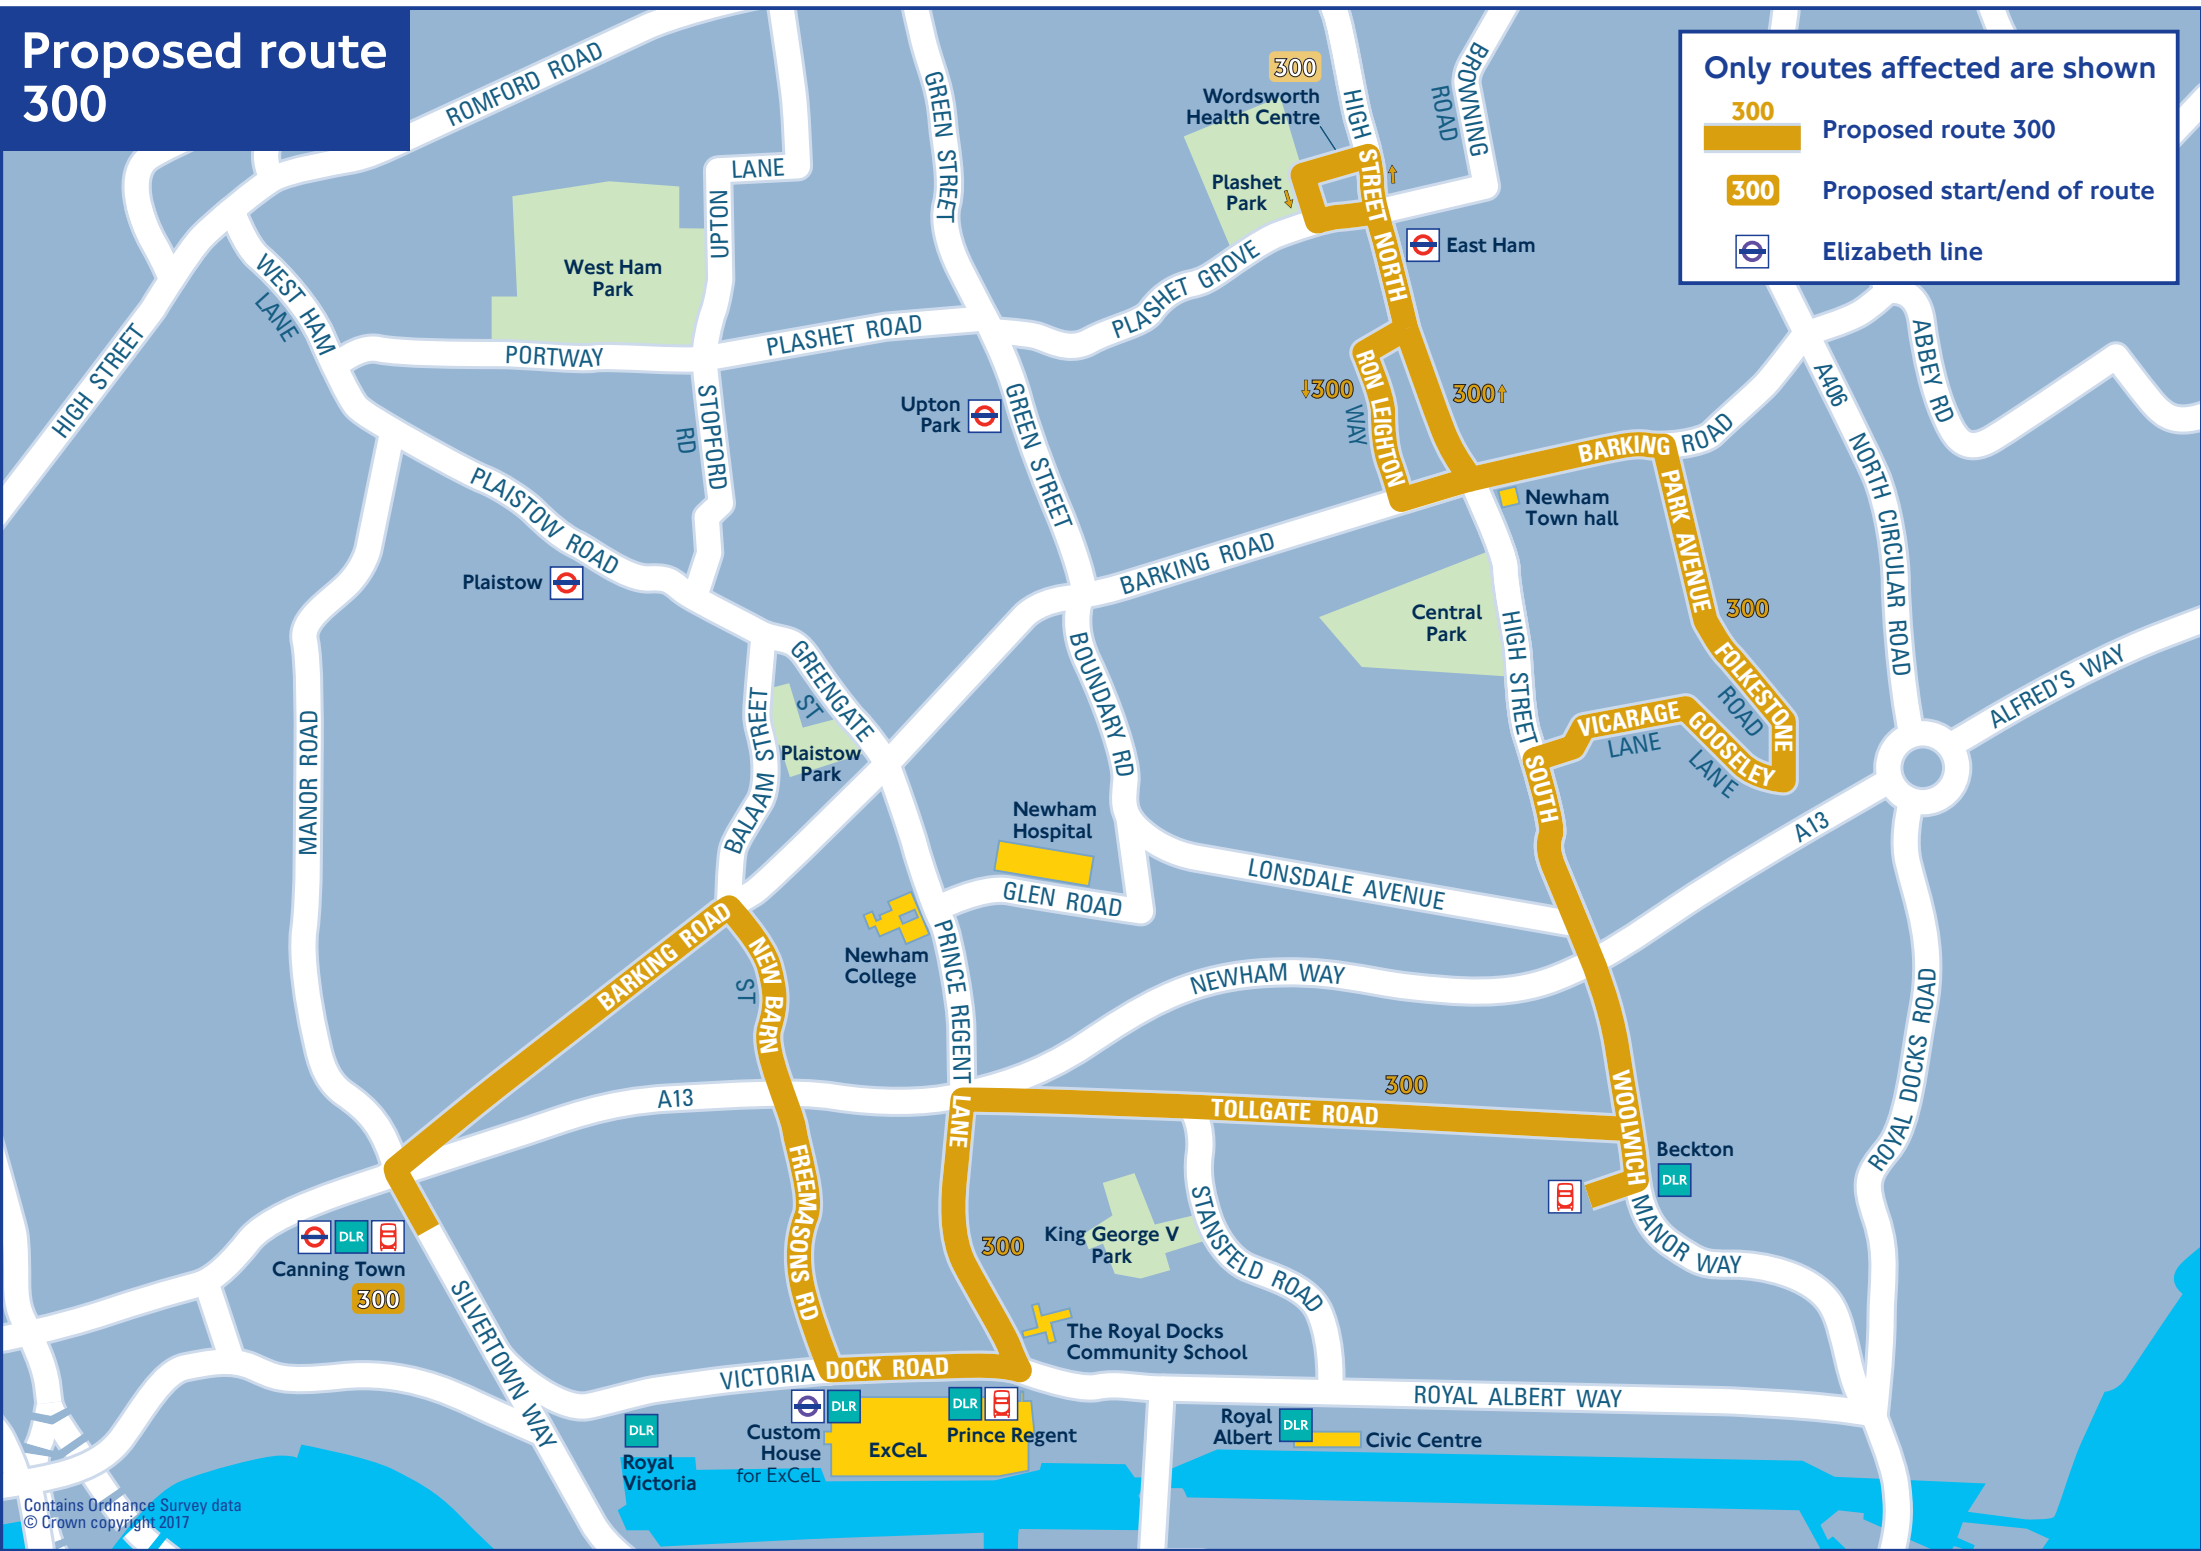 Proposed route
300
Only routes affected are shown
300
Proposed route 300
300
Proposed start/end of route
Elizabeth line
ROMFORD ROAD
HIGH STREET
WEST HAM
LANE
UPTON
LANE
West Ham
Park
PORTWAY
PLASHET ROAD
PLASHET GROVE
GREEN STREET
GREEN STREET
STOPFORD
RD
Upton
Park
300
Wordsworth
Health Centre
Plashet
Park
HIGH
STREET
NORTH
BROWNING
ROAD
East Ham
RON LEIGHTON
WAY
↓300
300↑
BARKING
ROAD
Newham
Town hall
PARK AVENUE
300
FOLKESTONE
ROAD
GOOSELEY
LANE
VICARAGE
LANE
ABBEY RD
A406
NORTH CIRCULAR ROAD
ALFRED'S WAY
A13
PLAISTOW ROAD
Plaistow
BARKING ROAD
Central
Park
HIGH STREET
SOUTH
BOUNDARY RD
GREENGATE
ST
Plaistow
Park
BALAAM STREET
MANOR ROAD
Newham
Hospital
GLEN ROAD
LONSDALE AVENUE
Newham
College
PRINCE REGENT
LANE
NEWHAM WAY
BARKING ROAD
NEW BARN
ST
A13
FREEMASONS RD
TOLLGATE ROAD
300
WOOLWICH
MANOR WAY
Beckton
DLR
ROYAL DOCKS ROAD
STANSFELD ROAD
King George V
Park
300
The Royal Docks
Community School
DLR
Canning Town
300
SILVERTOWN WAY
VICTORIA
DOCK ROAD
ROYAL ALBERT WAY
DLR
Custom
House
for ExCeL
ExCeL
DLR
Prince Regent
DLR
Royal
Victoria
Royal
Albert
DLR
Civic Centre
Contains Ordnance Survey data
© Crown copyright 2017